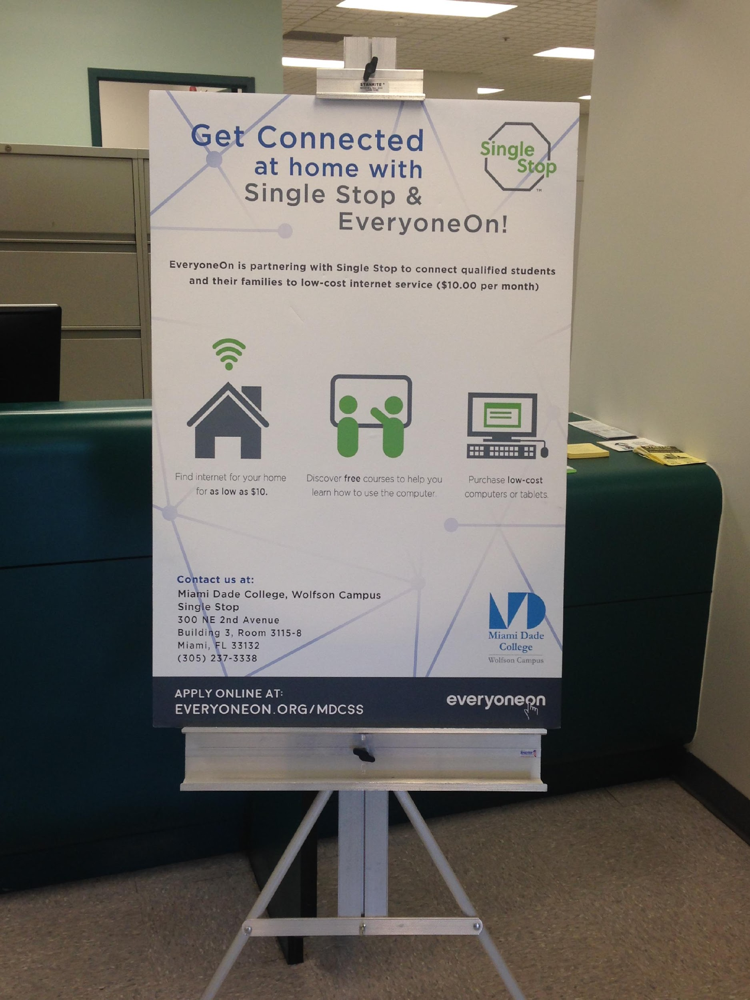 STANRITE
Get Connected
at home with
Single Stop &
EveryoneOn!
Single
Stop
TM
EveryoneOn is partnering with Single Stop to connect qualified students
and their families to low-cost internet service ($10.00 per month)
Find internet for your home
for as low as $10.
Discover free courses to help you
learn how to use the computer.
Purchase low-cost
computers or tablets.
Contact us at:
Miami Dade College, Wolfson Campus
Single Stop
300 NE 2nd Avenue
Building 3, Room 3115-8
Miami, FL 33132
(305) 237-3338
Miami Dade
College
Wolfson Campus
APPLY ONLINE AT:
EVERYONEON.ORG/MDCSS
everyoneon